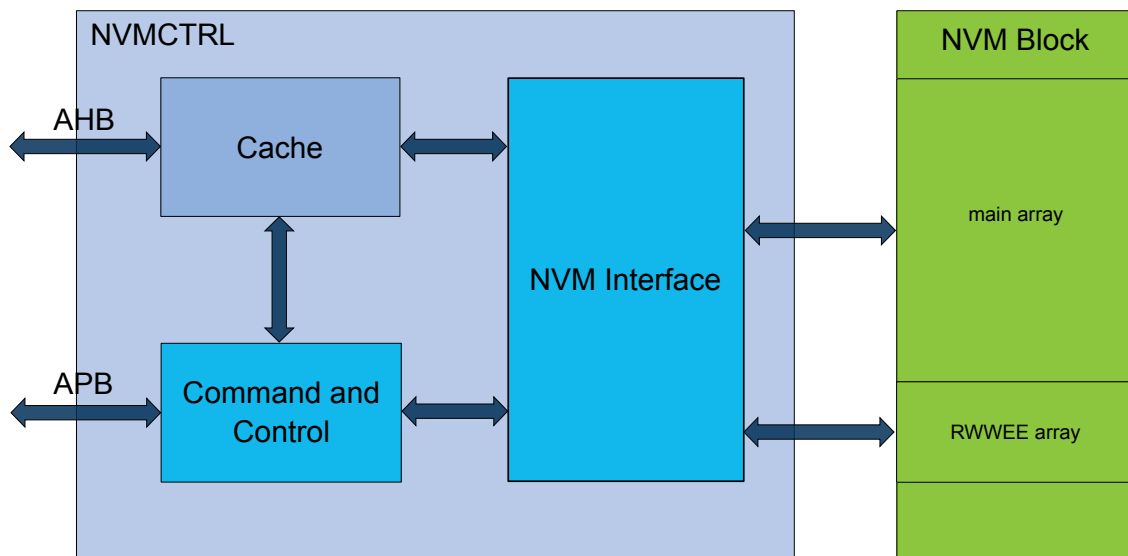 NVMCTRL
NVM Block
AHB
Cache
main array
NVM Interface
APB
Command and
Control
RWWEE array